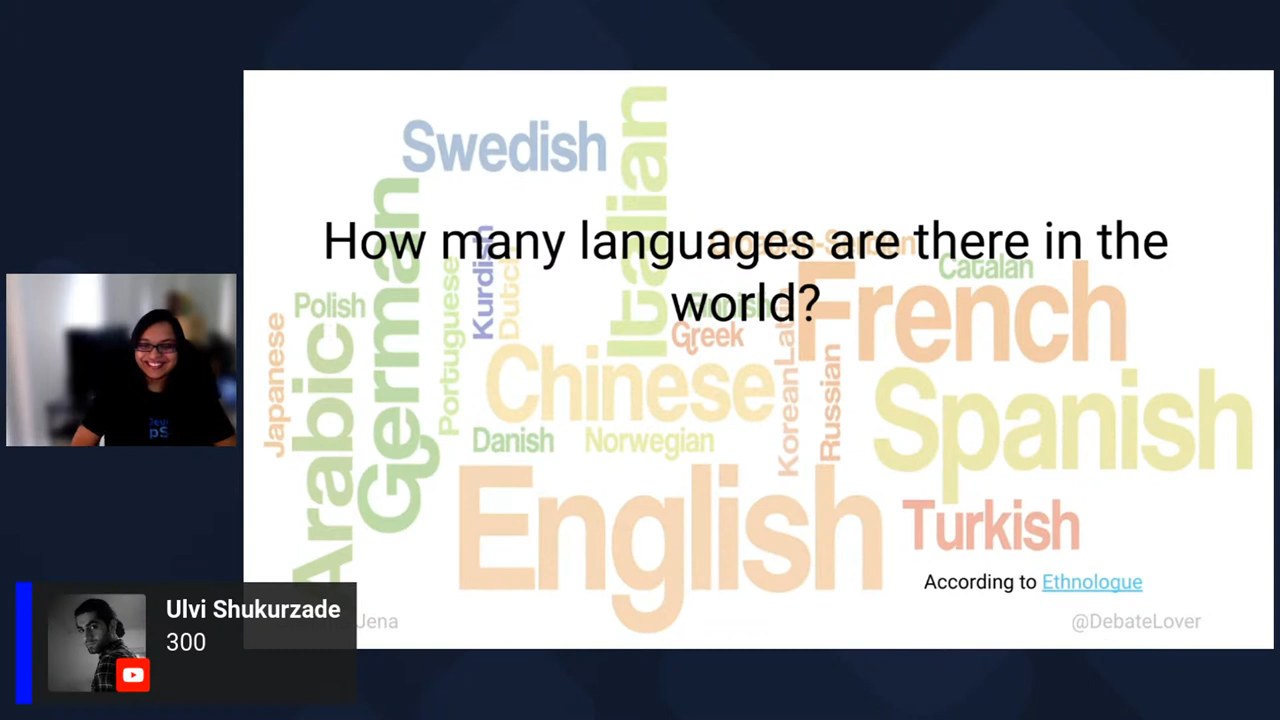 Swedish
Italian
German
How many languages are there in the
world?
Catalan
Kurdish
Dutch
Polish
Portuguese
Greek
French
Japanese
Arabic
Chinese
Korean
Russian
Spanish
Danish
Norwegian
English
Turkish
According to Ethnologue
Jena
@DebateLover
Ulvi Shukurzade
300